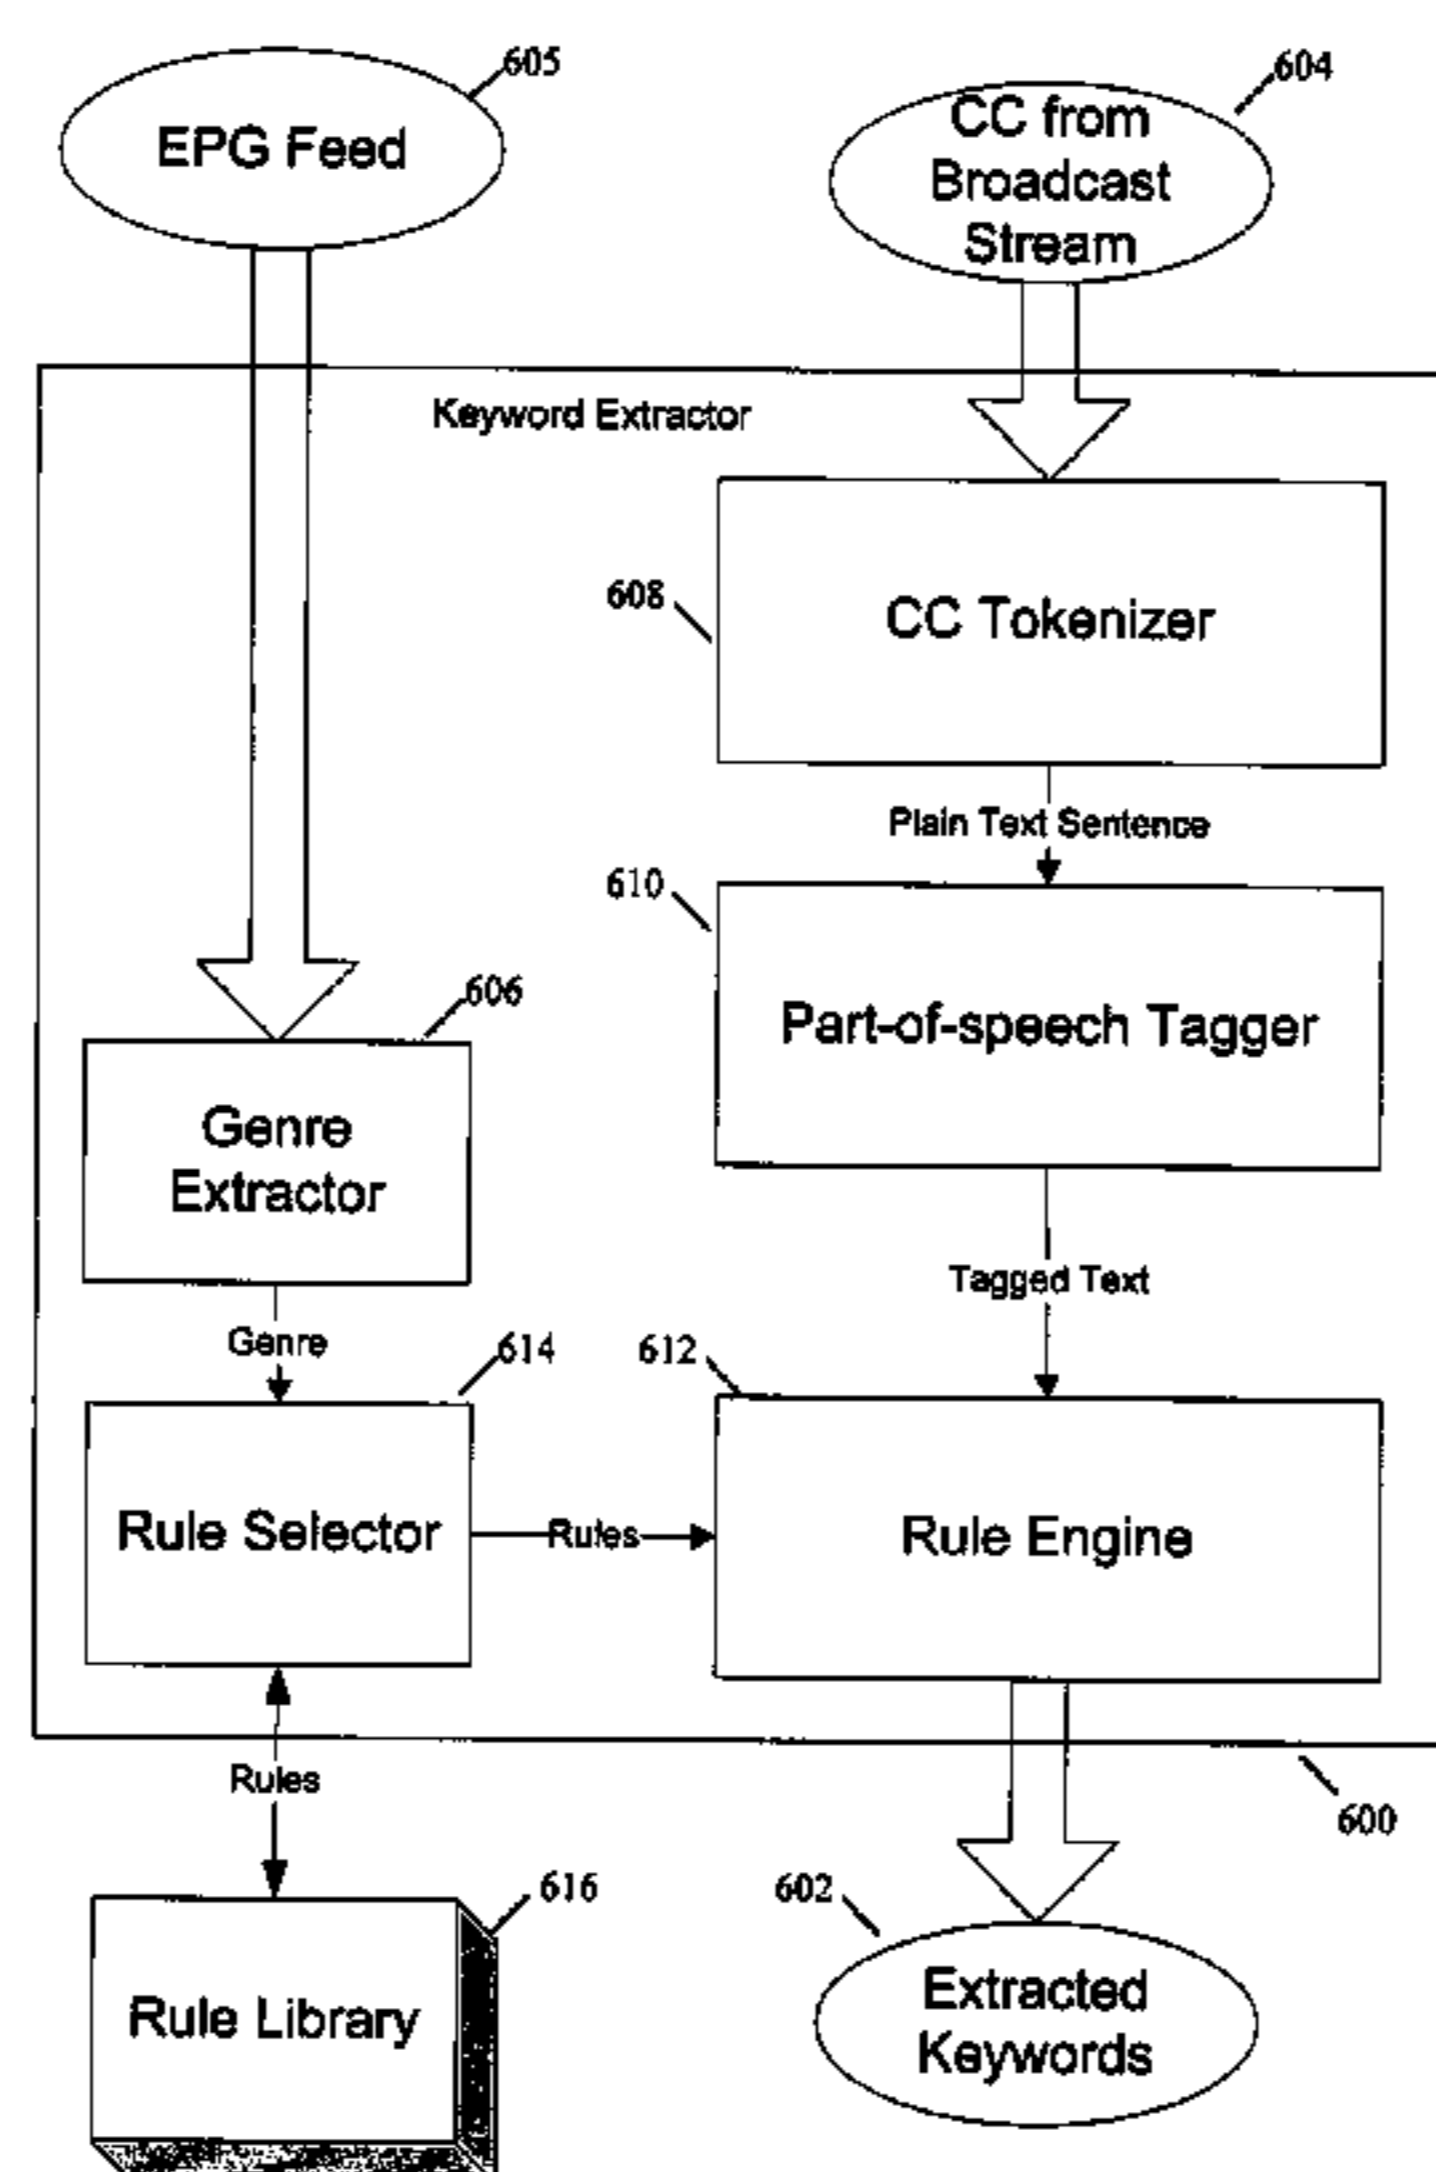 605
604
EPG Feed
CC from
Broadcast
Stream
Keyword Extractor
608
CC Tokenizer
Plain Text Sentence
610
Part-of-speech Tagger
606
Genre
Extractor
Tagged Text
Genre
614
612
Rule Selector
Rules
Rule Engine
Rules
600
616
602
Rule Library
Extracted
Keywords